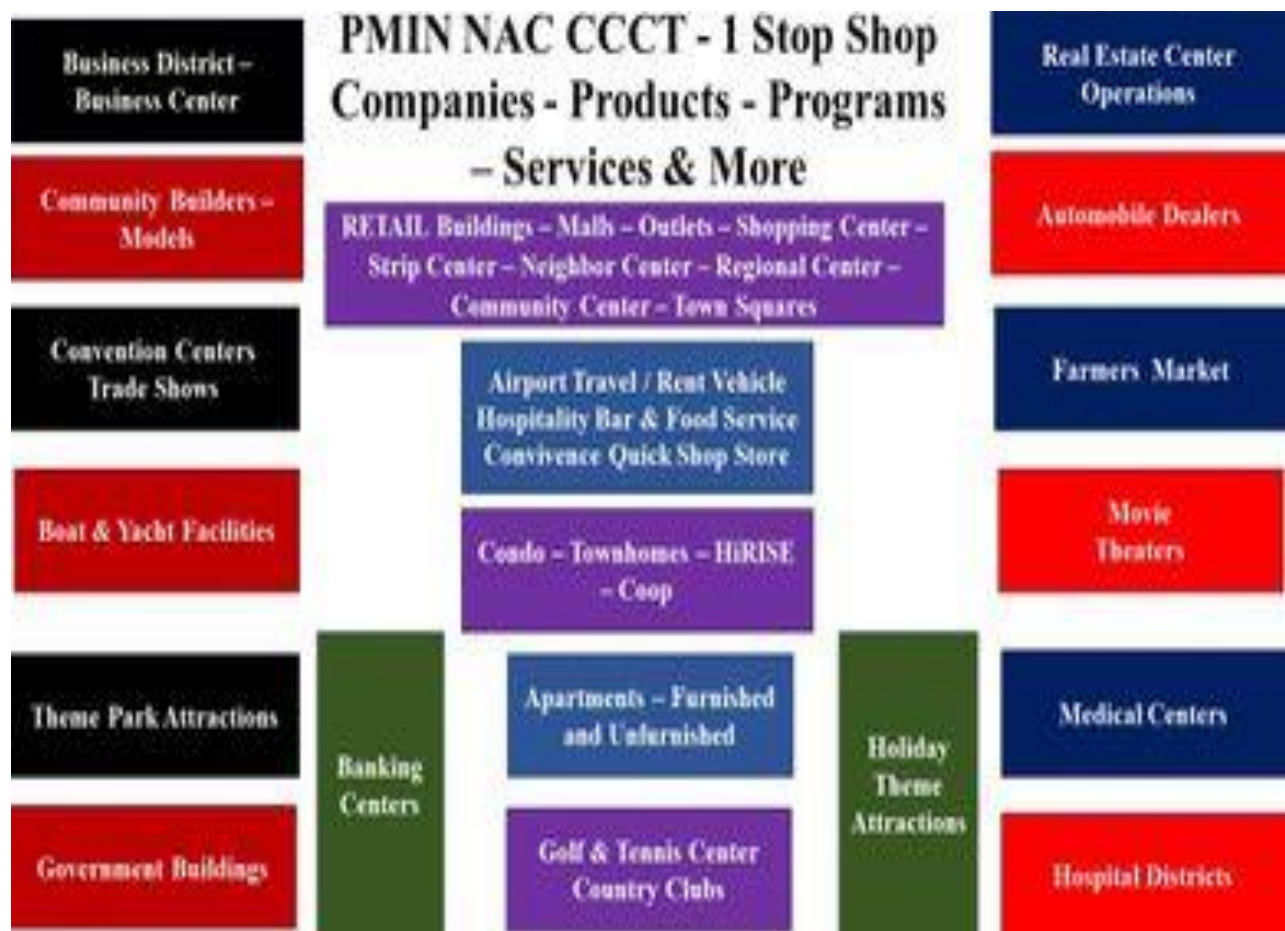 PMIN NAC CCCT - 1 Stop Shop
Companies - Products - Programs
– Services & More
Business District –
Business Center
Community Builders –
Models
Convention Centers
Trade Shows
Boat & Yacht Facilities
Theme Park Attractions
Government Buildings
RETAIL Buildings – Malls – Outlets – Shopping Center –
Strip Center – Neighbor Center – Regional Center –
Community Center – Town Squares
Airport Travel / Rent Vehicle
Hospitality Bar & Food Service
Convivence Quick Shop Store
Condo – Townhomes – HiRISE
– Coop
Banking
Centers
Apartments – Furnished
and Unfurnished
Golf & Tennis Center
Country Clubs
Holiday
Theme
Attractions
Real Estate Center
Operations
Automobile Dealers
Farmers Market
Movie
Theaters
Medical Centers
Hospital Districts